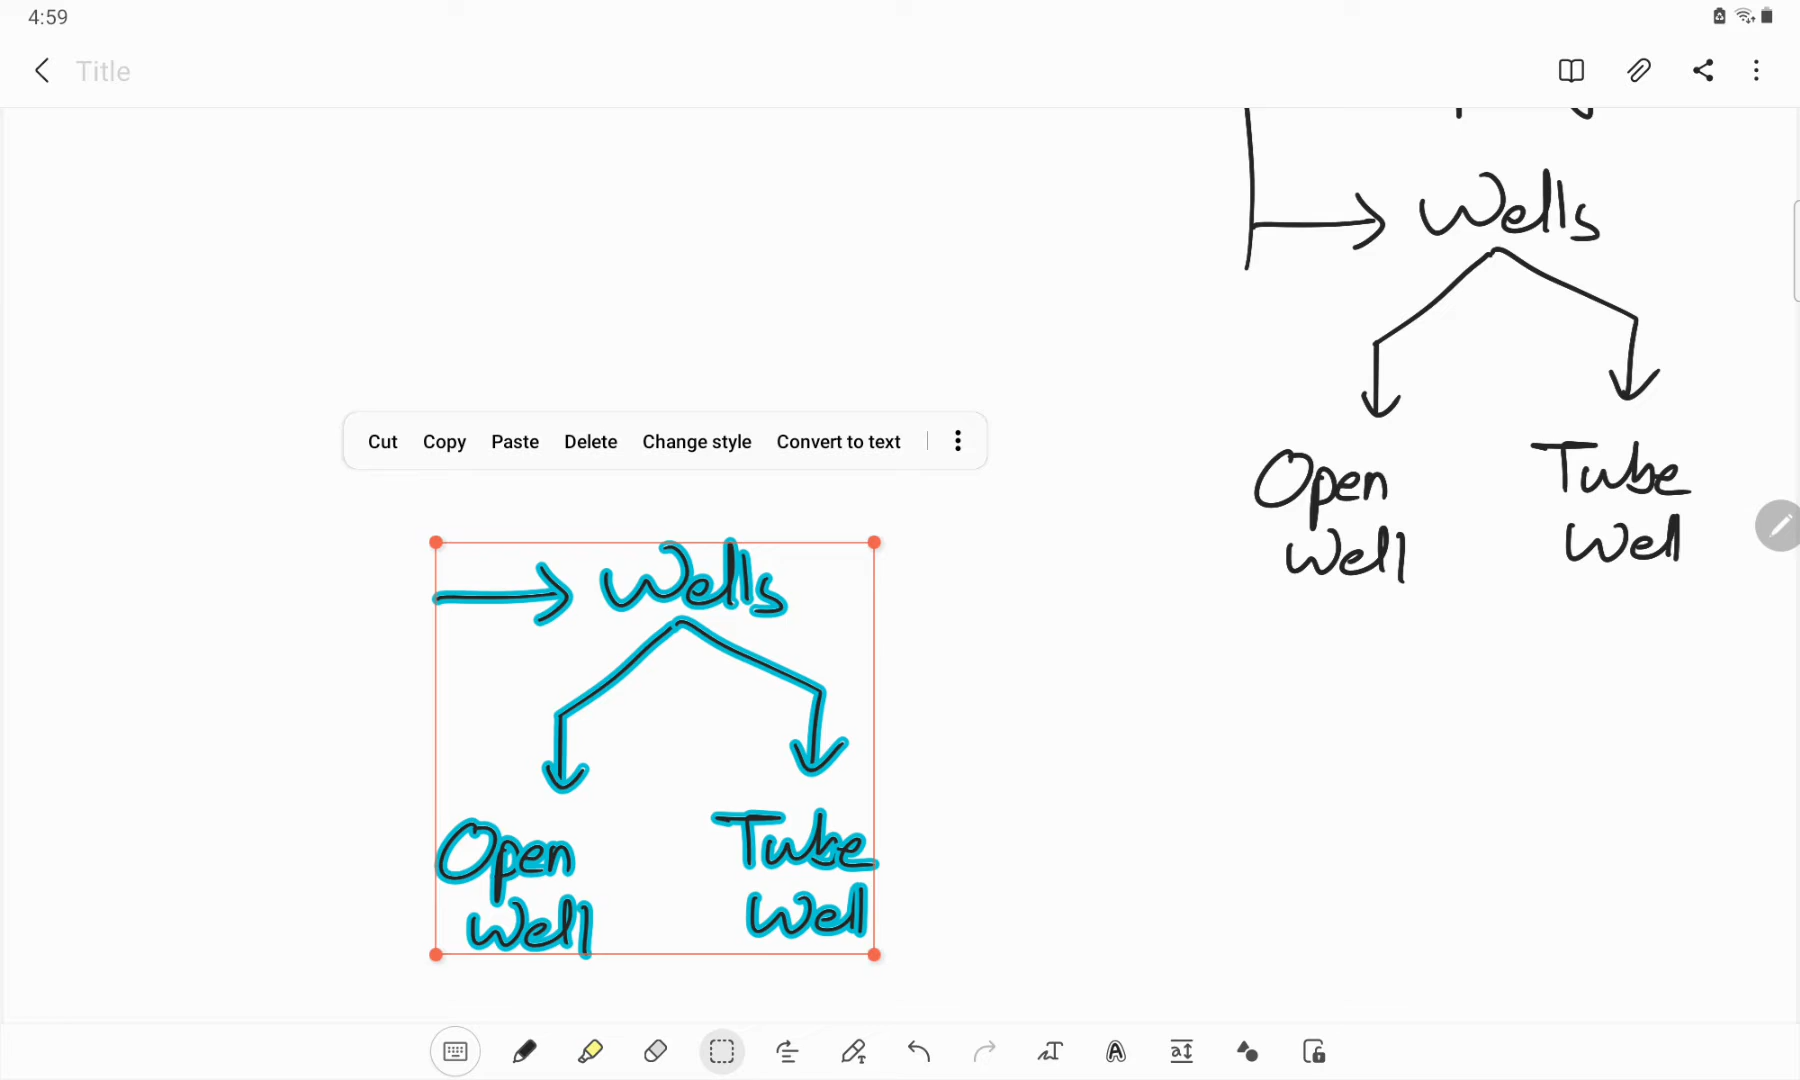 4:59
Title
Wells
Open
Well
Tube
Well
Cut Copy Paste Delete Change style Convert to text
Wells
Open
Well
Tube
Well